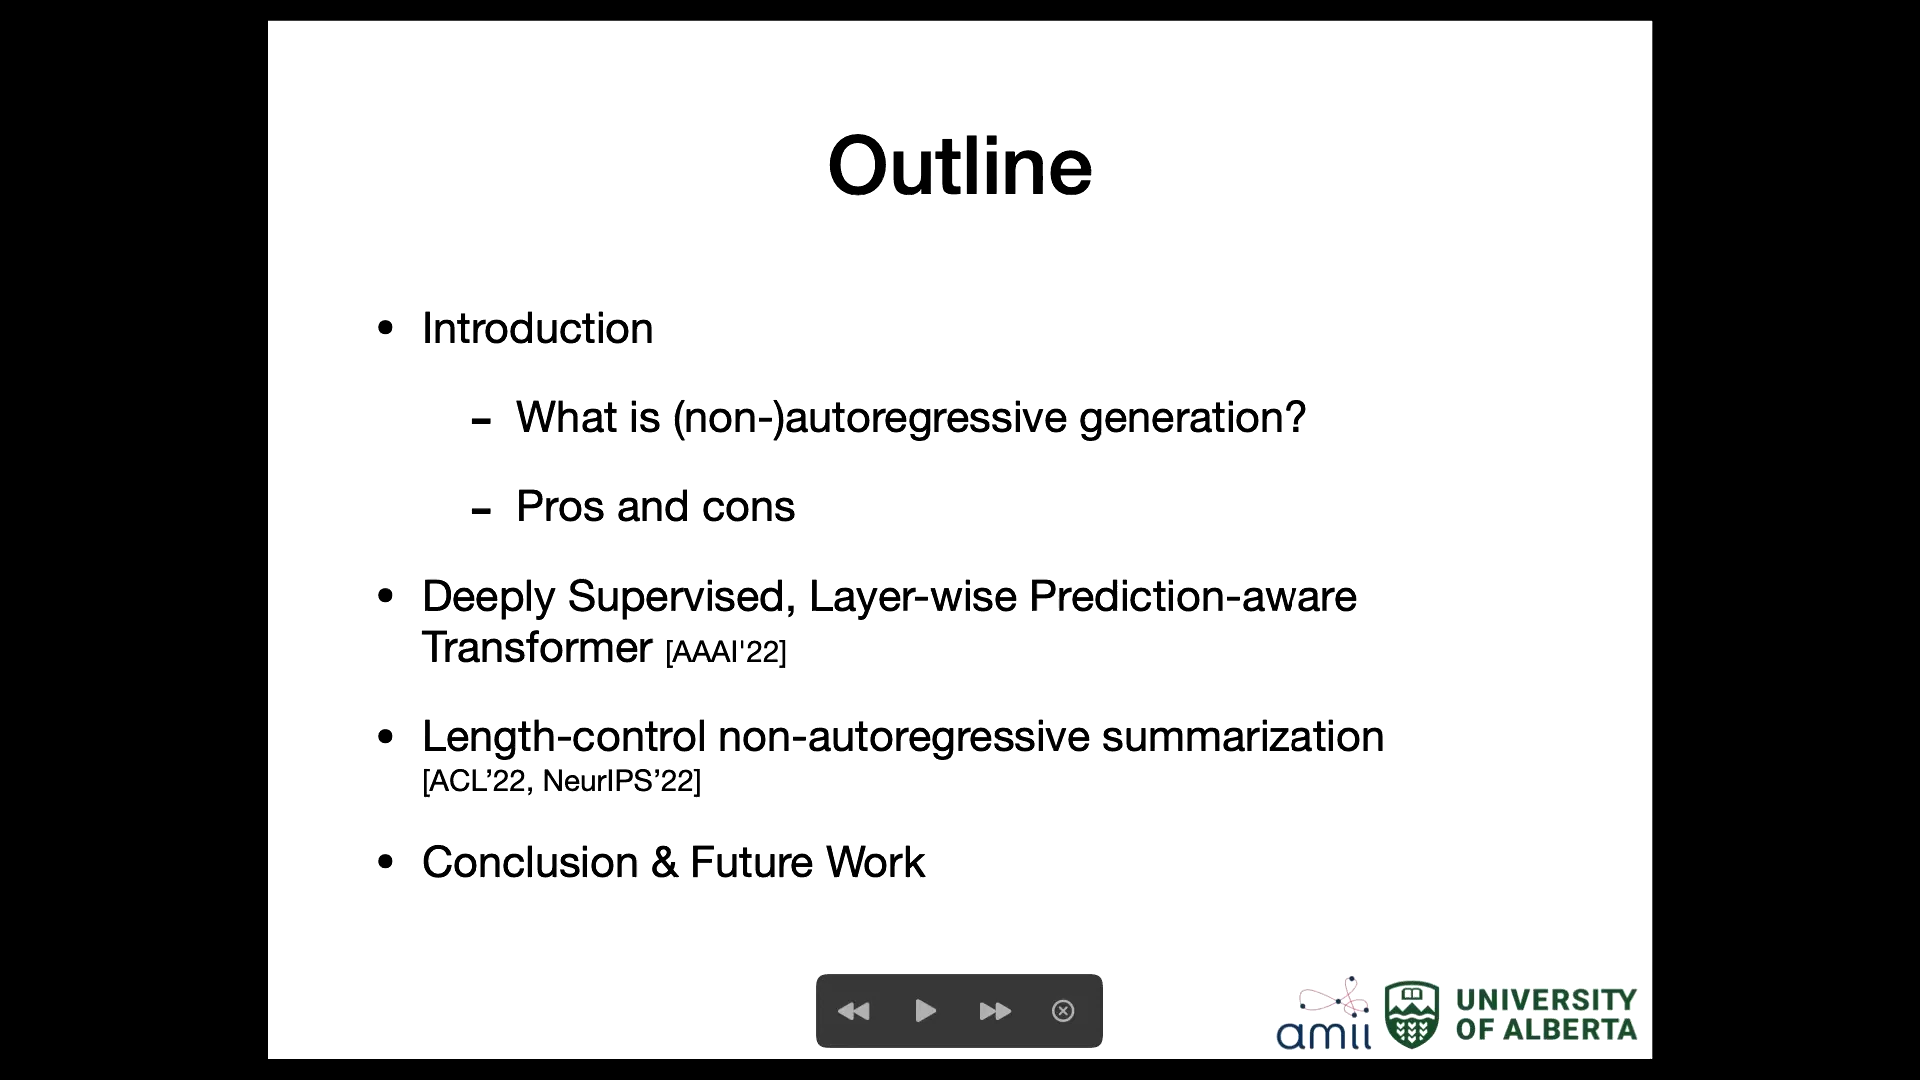 Outline
• Introduction
– What is (non-)autoregressive generation?
– Pros and cons
• Deeply Supervised, Layer-wise Prediction-aware
Transformer [AAAI'22]
• Length-control non-autoregressive summarization
[ACL’22, NeurIPS’22]
• Conclusion & Future Work
amii
UNIVERSITY
OF ALBERTA